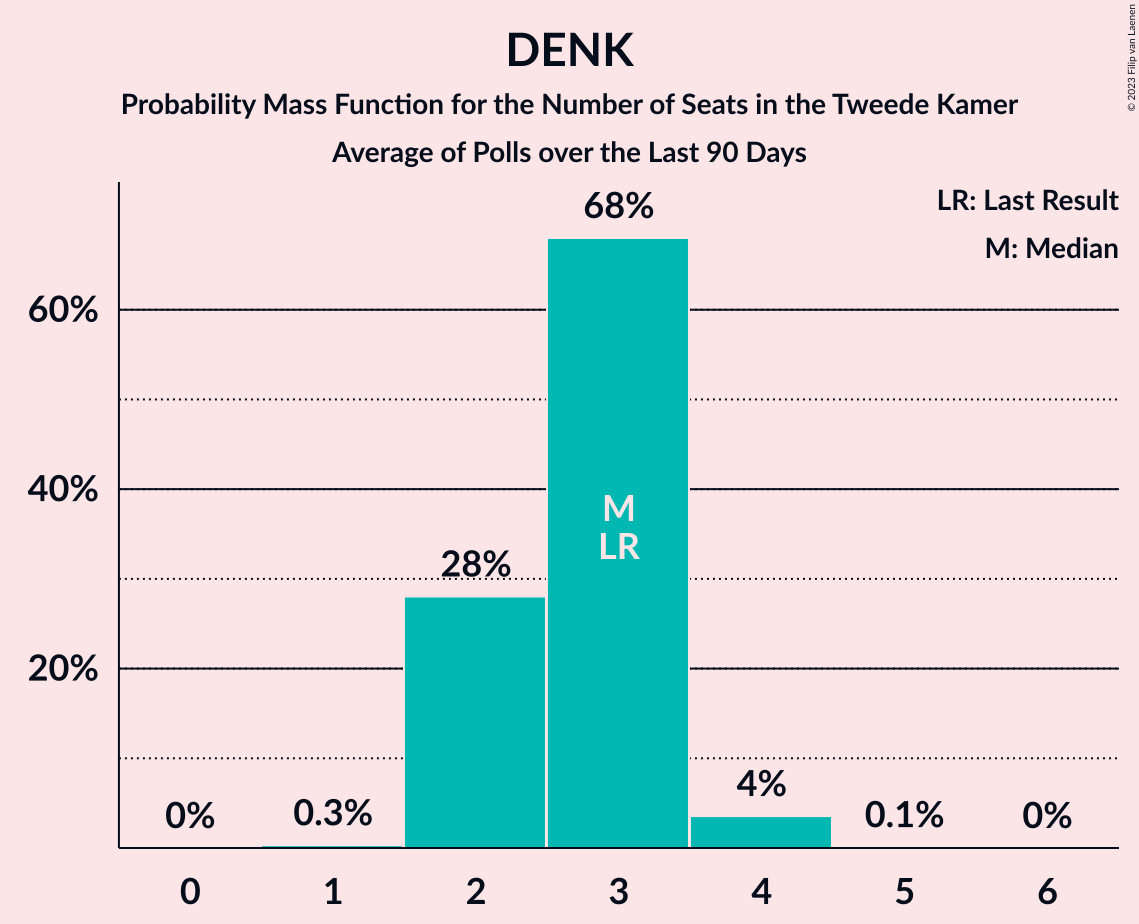 DENK
Probability Mass Function for the Number of Seats in the Tweede Kamer
Average of Polls over the Last 90 Days
© 2023 Filip van Laenen
LR: Last Result
M: Median
68%
60%
40%
M
LR
28%
20%
4%
0%
0.3%
0.1%
0%
0 1 2 3 4 5 6